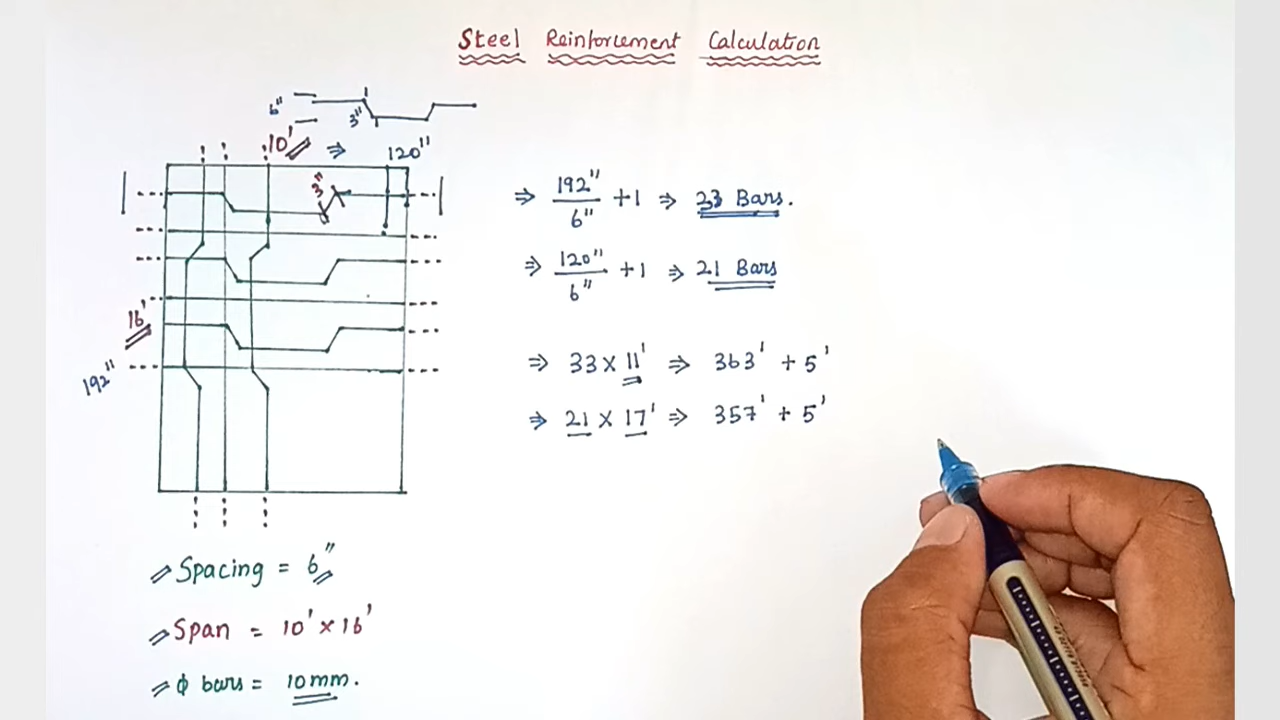 Steel Reinforcement Calculation
6"
3"
10' ⇒ 120"
3"
16'
192"
⇒ 192"/6" +1 ⇒ 33 Bars.
⇒ 120"/6" +1 ⇒ 21 Bars
⇒ 33 × 11' ⇒ 363' + 5'
⇒ 21 × 17' ⇒ 357' + 5'
⇒ Spacing = 6"
⇒ Span = 10' × 16'
⇒ ϕ bars = 10mm.